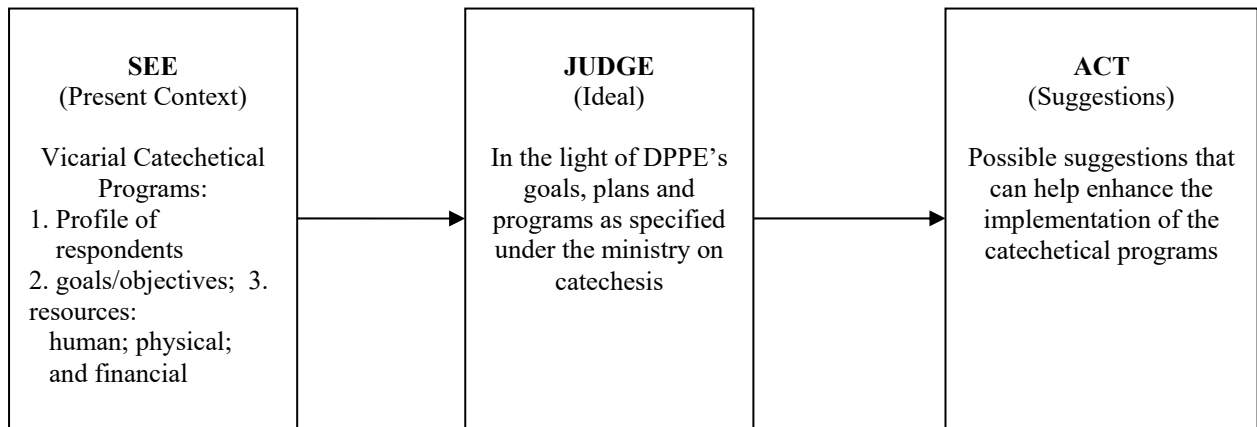 SEE
(Present Context)
Vicarial Catechetical
Programs:
1. Profile of
respondents
2. goals/objectives; 3.
resources:
human; physical;
and financial
JUDGE
(Ideal)
In the light of DPPE’s
goals, plans and
programs as specified
under the ministry on
catechesis
ACT
(Suggestions)
Possible suggestions that
can help enhance the
implementation of the
catechetical programs